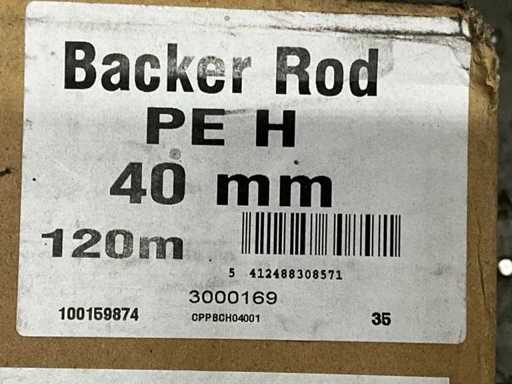 Backer Rod
PE H
40 mm
120m
5 412488308571
3000169
100159874 CPPBCH04001 35